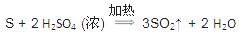 加热
S + 2 H₂SO₄ (浓) ⟹ 3SO₂↑ + 2 H₂O